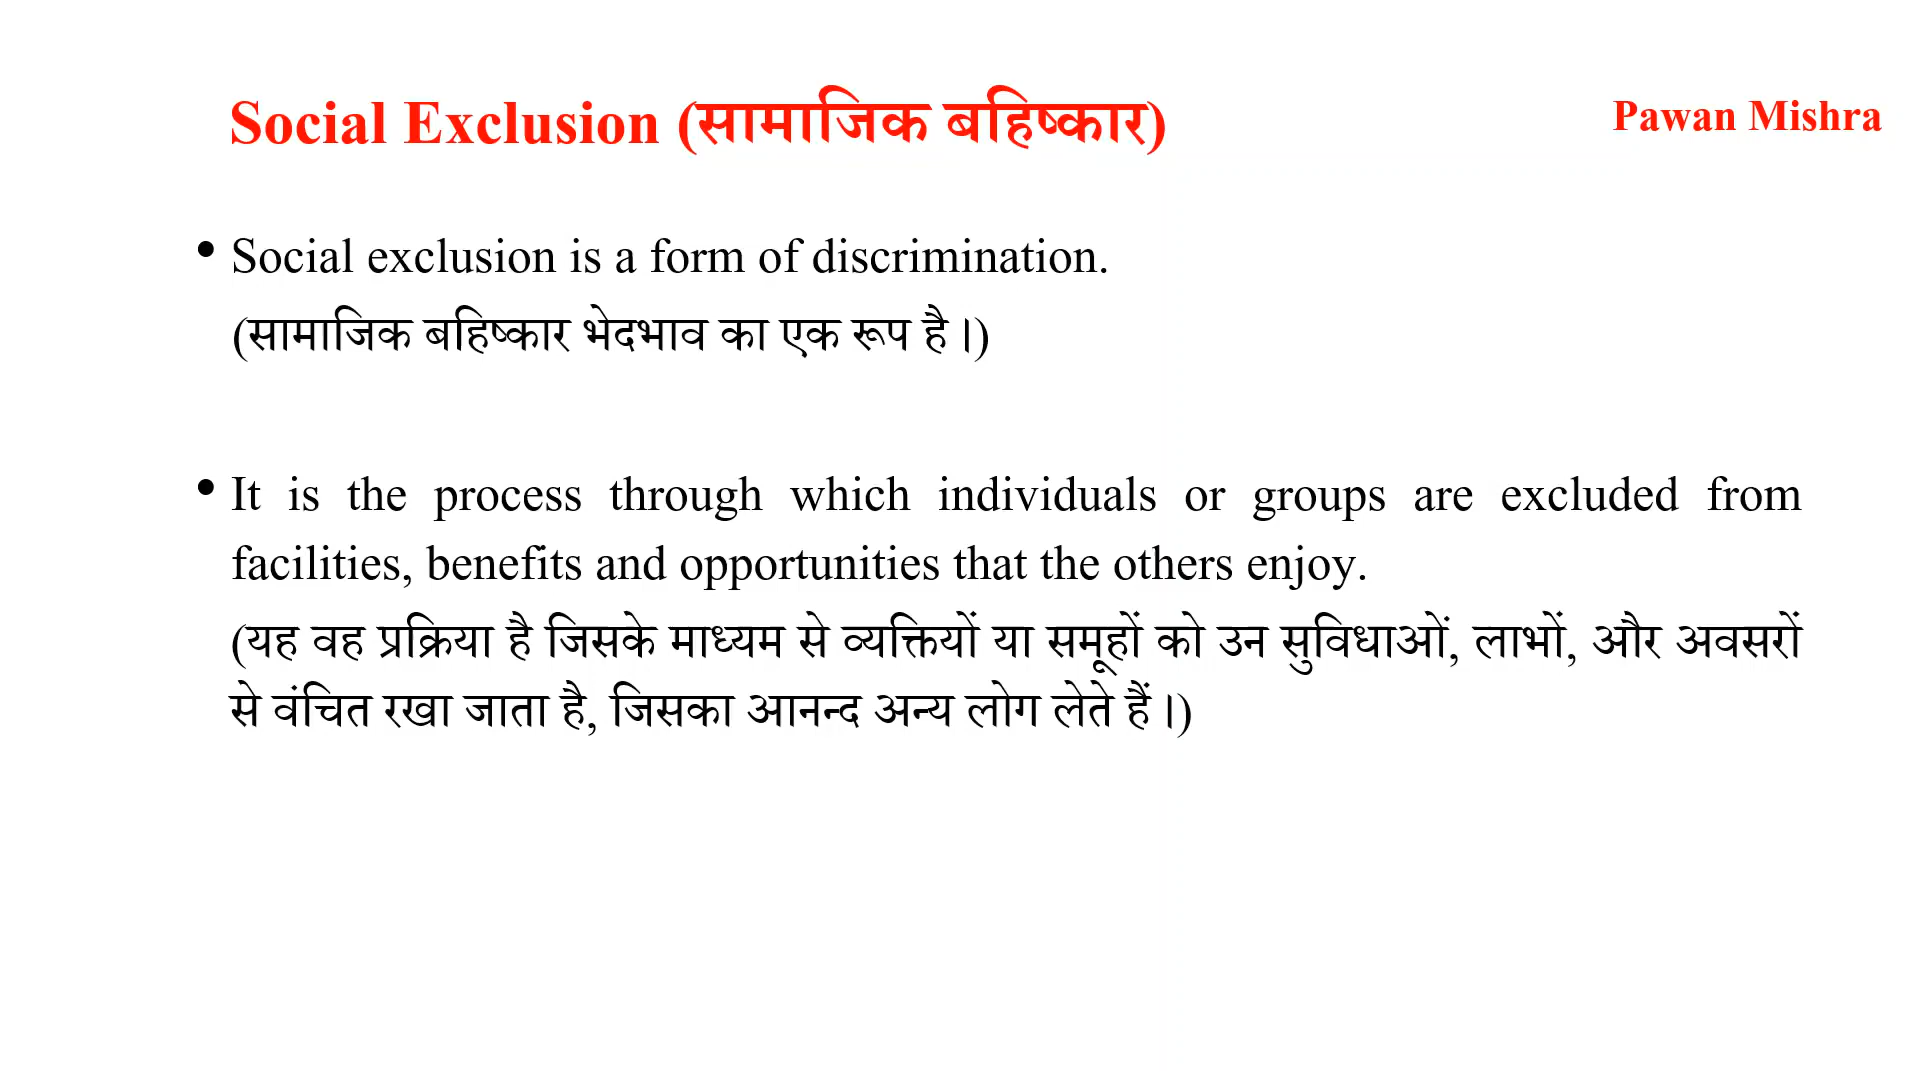 Social Exclusion (सामाजिक बहिष्कार)
Pawan Mishra
• Social exclusion is a form of discrimination.
(सामाजिक बहिष्कार भेदभाव का एक रूप है।)
• It is the process through which individuals or groups are excluded from
facilities, benefits and opportunities that the others enjoy.
(यह वह प्रक्रिया है जिसके माध्यम से व्यक्तियों या समूहों को उन सुविधाओं, लाभों, और अवसरों
से वंचित रखा जाता है, जिसका आनन्द अन्य लोग लेते हैं।)